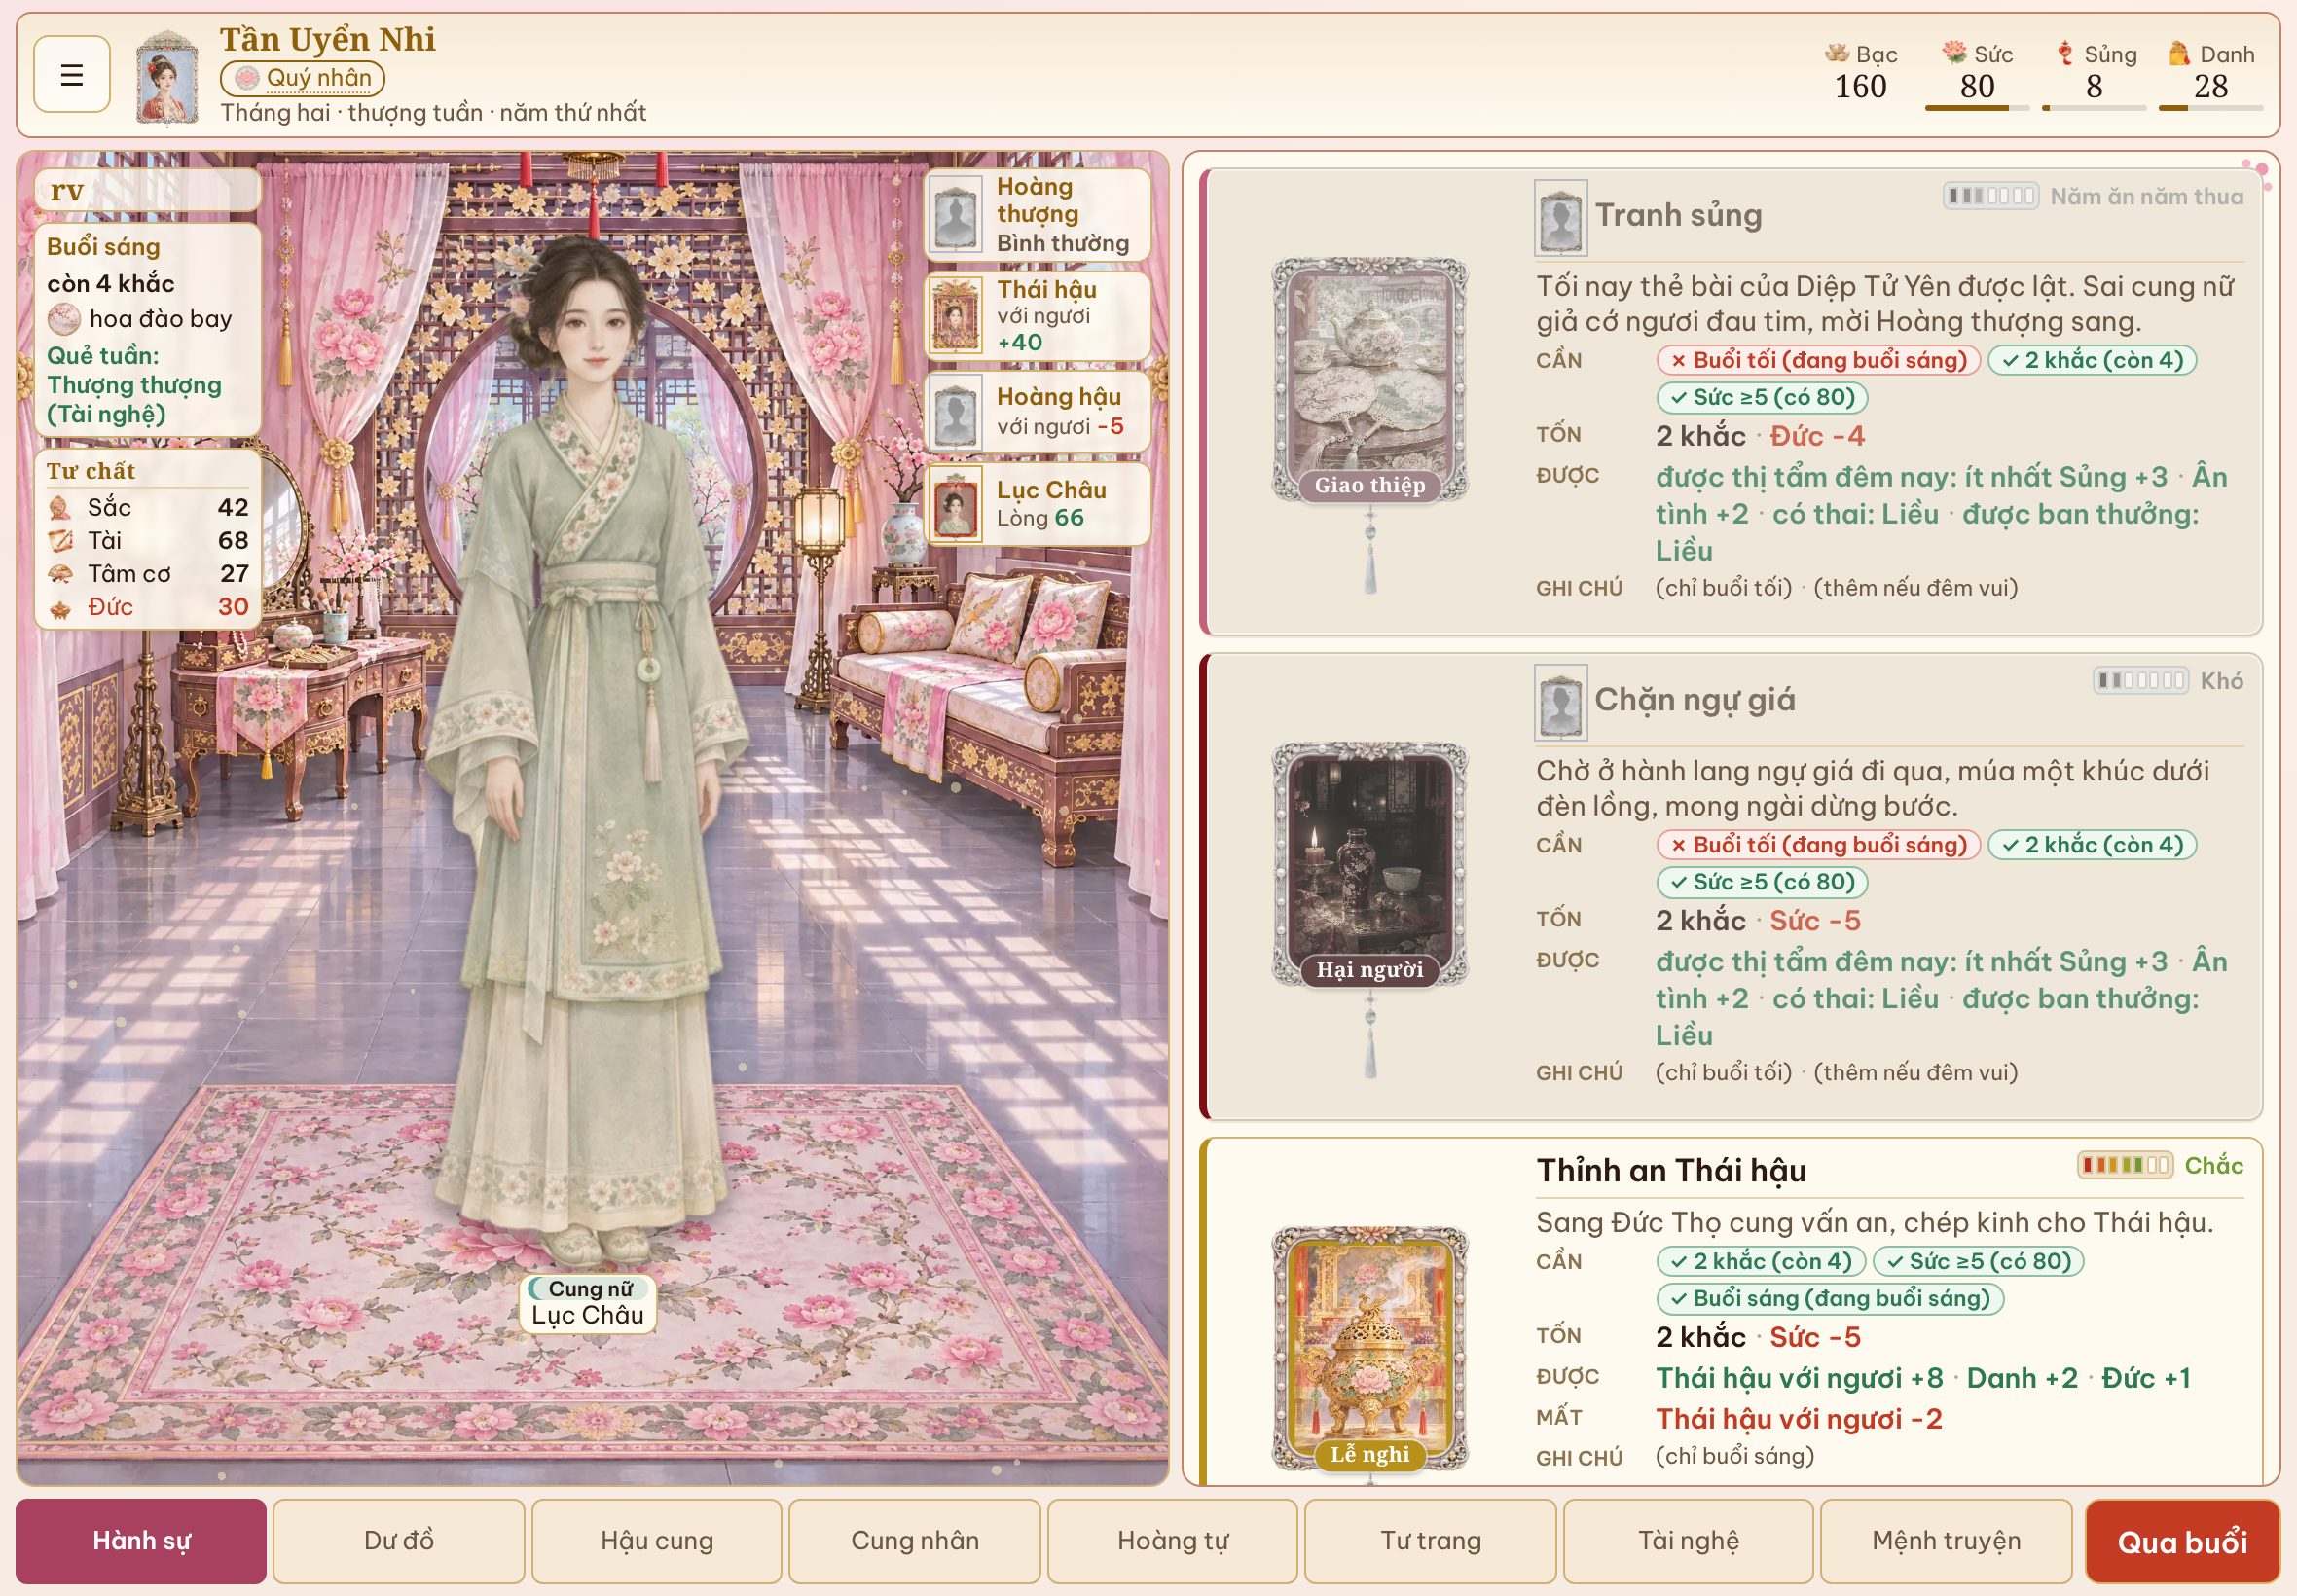 ☰
Tần Uyển Nhi
Quý nhân
Tháng hai · thượng tuần · năm thứ nhất
Bạc
160
Sức
80
Sủng
8
Danh
28
rv
Buổi sáng
còn 4 khắc
hoa đào bay
Quẻ tuần:
Thượng thượng
(Tài nghệ)
Tư chất
Sắc 42
Tài 68
Tâm cơ 27
Đức 30
Hoàng
thượng
Bình thường
Thái hậu
với ngươi
+40
Hoàng hậu
với ngươi -5
Lục Châu
Lòng 66
Cung nữ
Lục Châu
Giao thiệp
Tranh sủng
Năm ăn năm thua
Tối nay thẻ bài của Diệp Tử Yên được lật. Sai cung nữ
giả cớ ngươi đau tim, mời Hoàng thượng sang.
CẦN × Buổi tối (đang buổi sáng) ✓ 2 khắc (còn 4)
✓ Sức ≥5 (có 80)
TỐN 2 khắc · Đức -4
ĐƯỢC được thị tẩm đêm nay: ít nhất Sủng +3 · Ân
tình +2 · có thai: Liều · được ban thưởng:
Liều
GHI CHÚ (chỉ buổi tối) · (thêm nếu đêm vui)
Hại người
Chặn ngự giá
Khó
Chờ ở hành lang ngự giá đi qua, múa một khúc dưới
đèn lồng, mong ngài dừng bước.
CẦN × Buổi tối (đang buổi sáng) ✓ 2 khắc (còn 4)
✓ Sức ≥5 (có 80)
TỐN 2 khắc · Sức -5
ĐƯỢC được thị tẩm đêm nay: ít nhất Sủng +3 · Ân
tình +2 · có thai: Liều · được ban thưởng:
Liều
GHI CHÚ (chỉ buổi tối) · (thêm nếu đêm vui)
Lễ nghi
Thỉnh an Thái hậu
Chắc
Sang Đức Thọ cung vấn an, chép kinh cho Thái hậu.
CẦN ✓ 2 khắc (còn 4) ✓ Sức ≥5 (có 80)
✓ Buổi sáng (đang buổi sáng)
TỐN 2 khắc · Sức -5
ĐƯỢC Thái hậu với ngươi +8 · Danh +2 · Đức +1
MẤT Thái hậu với ngươi -2
GHI CHÚ (chỉ buổi sáng)
Hành sự
Dư đồ
Hậu cung
Cung nhân
Hoàng tự
Tư trang
Tài nghệ
Mệnh truyện
Qua buổi